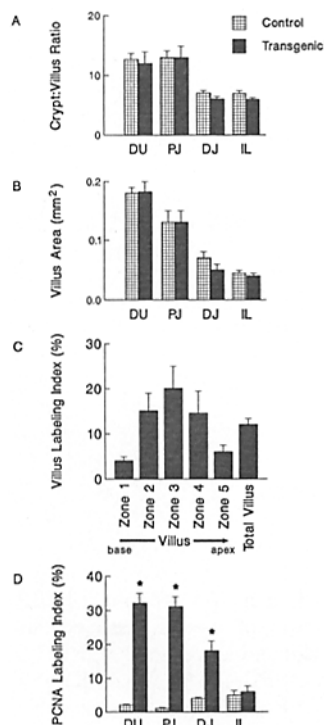 A
Control
Transgenic
Crypt:Villus Ratio
20
10
0
DU PJ DJ IL
B
Villus Area (mm2)
0.2
0.1
0.0
DU PJ DJ IL
C
Villus Labeling Index (%)
30
20
10
0
Zone 1
Zone 2
Zone 3
Zone 4
Zone 5
Total Villus
base Villus apex
D
PCNA Labeling Index (%)
40
30
20
10
0
* * *
DU PJ DJ IL